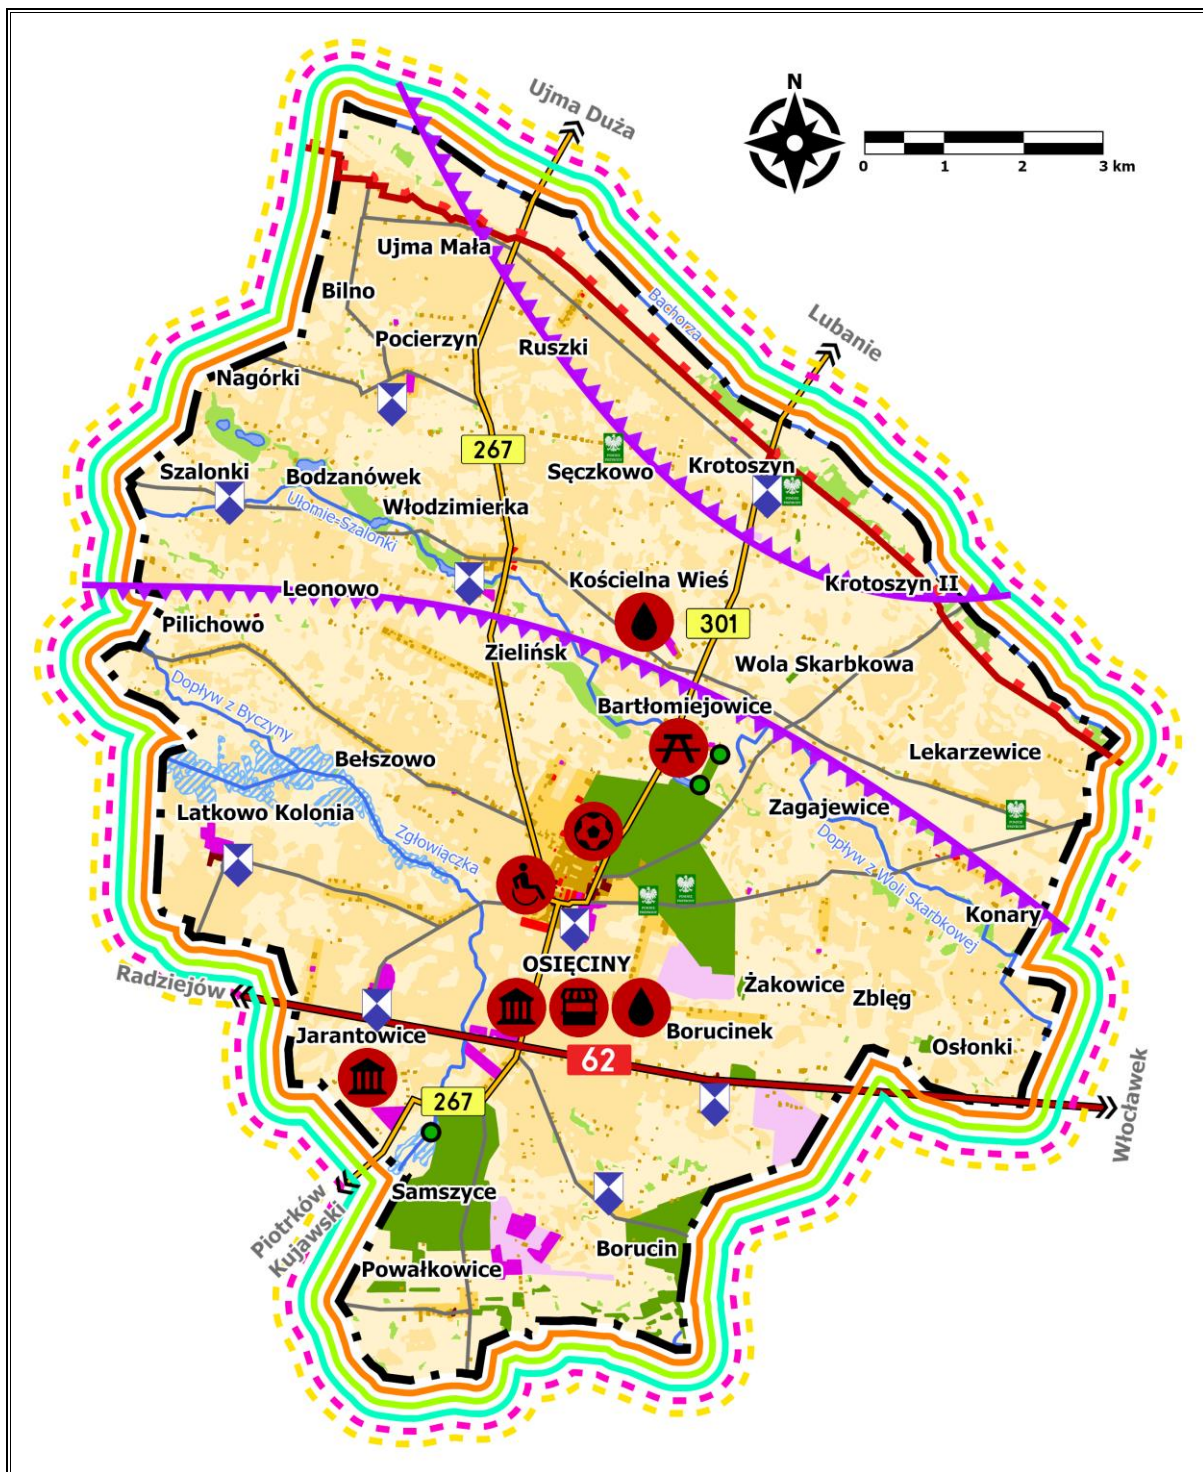 Ujma Duża
N
0 1 2 3 km
Ujma Mała
Bachorza
Bilno
Lubanie
Pocierzyn
Ruszki
Nagórki
267
Szalonki
Bodzanówek
Sęczkowo
Krotoszyn
Włodzimierka
Ułomie-Szalonki
Leonowo
Kościelna Wieś
Krotoszyn II
Pilichowo
301
Zielińsk
Wola Skarbkowa
Dopływ z Byczyny
Bartłomiejowice
Bełszowo
Lekarzewice
Latkowo Kolonia
Zagajewice
Zgłowiączka
Dopływ z Woli Skarbkowej
Konary
OSIĘCINY
Radziejów
Żakowice
Zblęg
Jarantowice
Borucinek
Osłonki
62
267
Włocławek
Piotrków
Kujawski
Samszyce
Borucin
Powałkowice